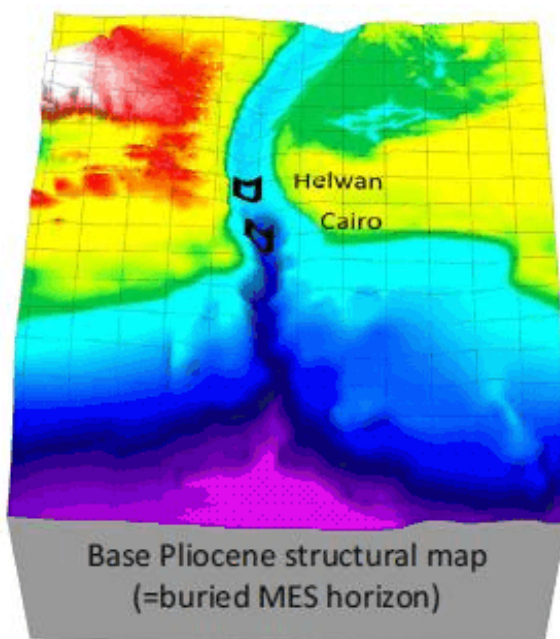 Helwan
Cairo
Base Pliocene structural map
(=buried MES horizon)